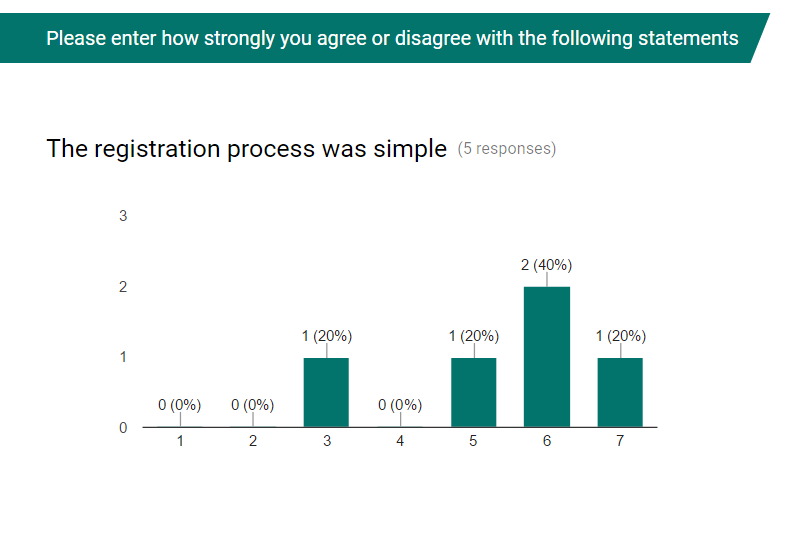 Please enter how strongly you agree or disagree with the following statements
The registration process was simple (5 responses)
3
2 (40%)
2
1 (20%) 1 (20%) 1 (20%)
1
0 (0%) 0 (0%) 0 (0%)
0
1 2 3 4 5 6 7